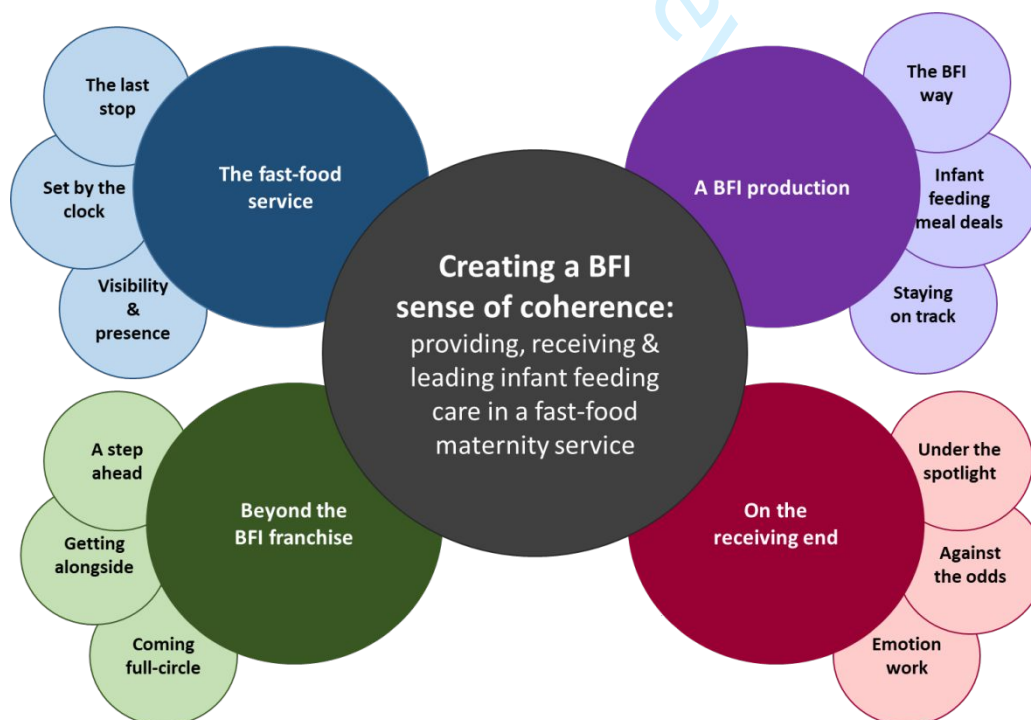 The last
stop
Set by the
clock
Visibility
&
presence
The fast-food
service
The BFI
way
Infant
feeding
meal deals
Staying
on track
A BFI production
Creating a BFI
sense of coherence:
providing, receiving &
leading infant feeding
care in a fast-food
maternity service
A step
ahead
Getting
alongside
Coming
full-circle
Beyond the
BFI franchise
Under the
spotlight
Against
the odds
Emotion
work
On the
receiving end